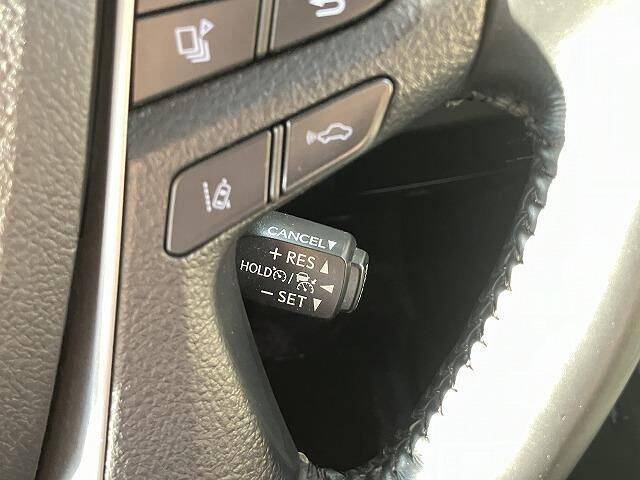 CANCEL▼
+ RES ▲
HOLD / ◀
− SET ▼